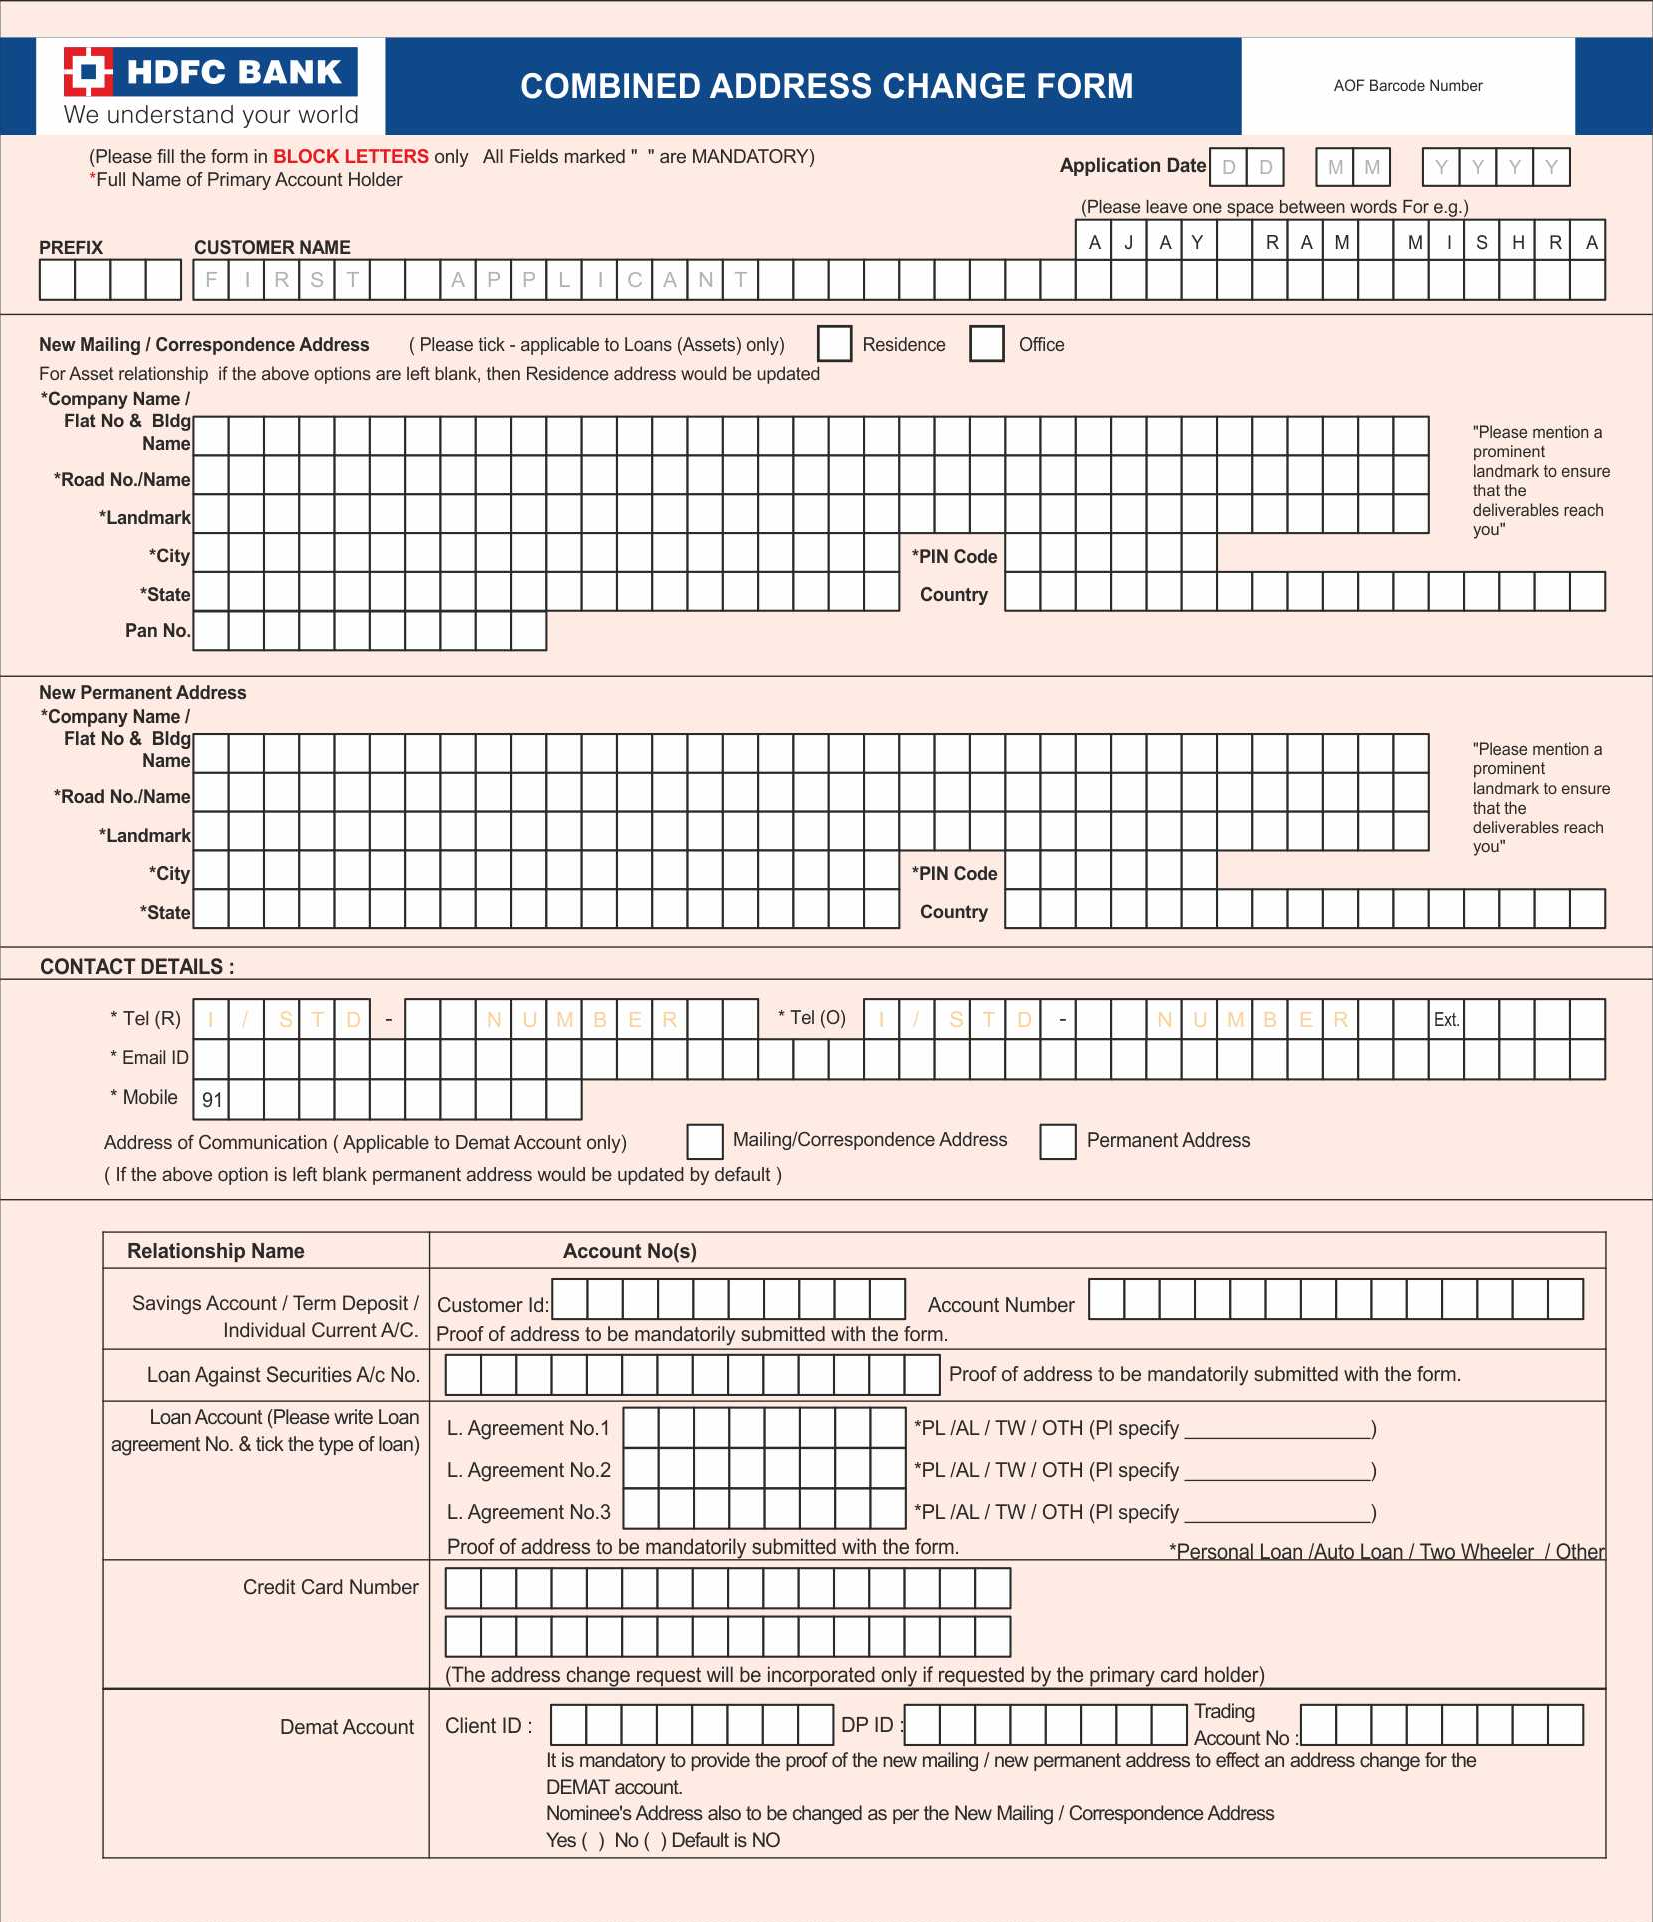 HDFC BANK
We understand your world
COMBINED ADDRESS CHANGE FORM
AOF Barcode Number
(Please fill the form in BLOCK LETTERS only All Fields marked " " are MANDATORY)
*Full Name of Primary Account Holder
Application Date D D M M Y Y Y Y
(Please leave one space between words For e.g.)
A J A Y R A M M I S H R A
PREFIX CUSTOMER NAME
F I R S T A P P L I C A N T
New Mailing / Correspondence Address ( Please tick - applicable to Loans (Assets) only) Residence Office
For Asset relationship if the above options are left blank, then Residence address would be updated
*Company Name /
Flat No & Bldg
Name
*Road No./Name
*Landmark
"Please mention a
prominent
landmark to ensure
that the
deliverables reach
you"
*City *PIN Code
*State Country
Pan No.
New Permanent Address
*Company Name /
Flat No & Bldg
Name
*Road No./Name
*Landmark
"Please mention a
prominent
landmark to ensure
that the
deliverables reach
you"
*City *PIN Code
*State Country
CONTACT DETAILS :
* Tel (R) I / S T D - N U M B E R * Tel (O) I / S T D - N U M B E R Ext.
* Email ID
* Mobile 91
Address of Communication ( Applicable to Demat Account only) Mailing/Correspondence Address Permanent Address
( If the above option is left blank permanent address would be updated by default )
Relationship Name Account No(s)
Savings Account / Term Deposit /
Individual Current A/C.
Customer Id: Account Number
Proof of address to be mandatorily submitted with the form.
Loan Against Securities A/c No. Proof of address to be mandatorily submitted with the form.
Loan Account (Please write Loan
agreement No. & tick the type of loan)
L. Agreement No.1 *PL /AL / TW / OTH (Pl specify _________________)
L. Agreement No.2 *PL /AL / TW / OTH (Pl specify _________________)
L. Agreement No.3 *PL /AL / TW / OTH (Pl specify _________________)
Proof of address to be mandatorily submitted with the form. *Personal Loan /Auto Loan / Two Wheeler / Other
Credit Card Number
(The address change request will be incorporated only if requested by the primary card holder)
Demat Account Client ID : DP ID : Trading
Account No :
It is mandatory to provide the proof of the new mailing / new permanent address to effect an address change for the
DEMAT account.
Nominee's Address also to be changed as per the New Mailing / Correspondence Address
Yes ( ) No ( ) Default is NO